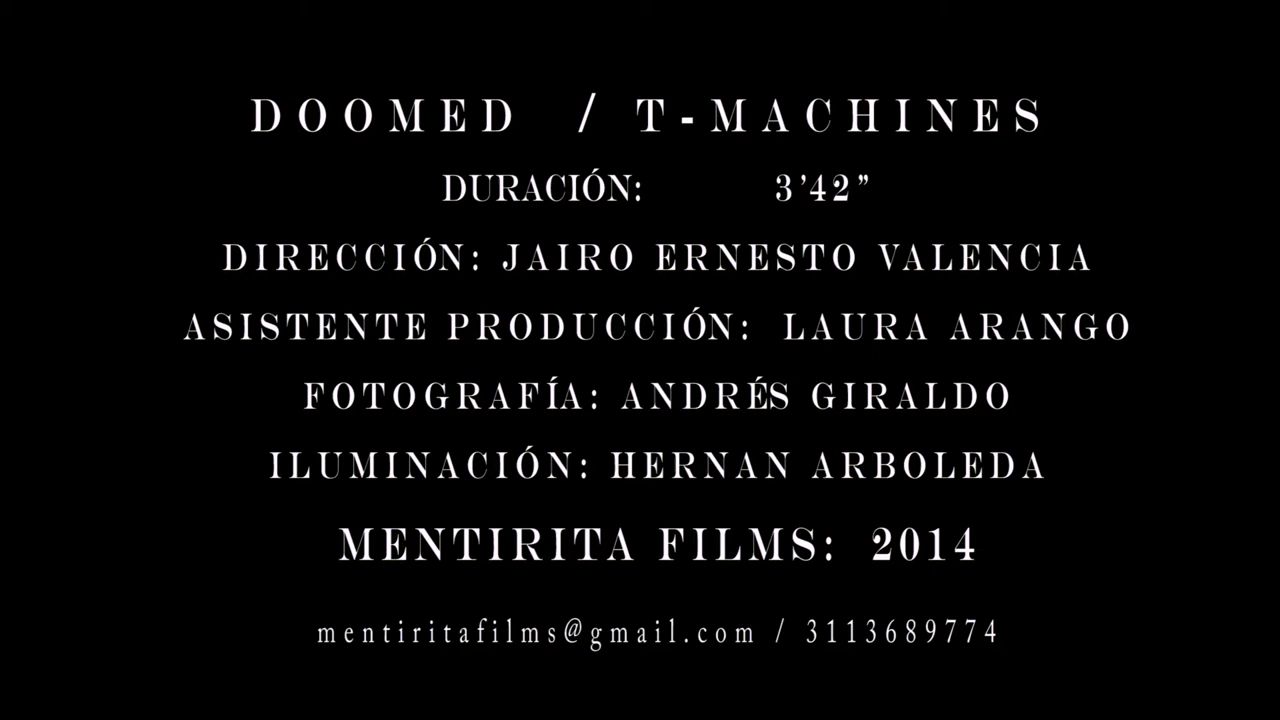 DOOMED / T-MACHINES
DURACIÓN: 3'42"
DIRECCIÓN: JAIRO ERNESTO VALENCIA
ASISTENTE PRODUCCIÓN: LAURA ARANGO
FOTOGRAFÍA: ANDRÉS GIRALDO
ILUMINACIÓN: HERNAN ARBOLEDA
MENTIRITA FILMS: 2014
mentiritafilms@gmail.com / 3113689774